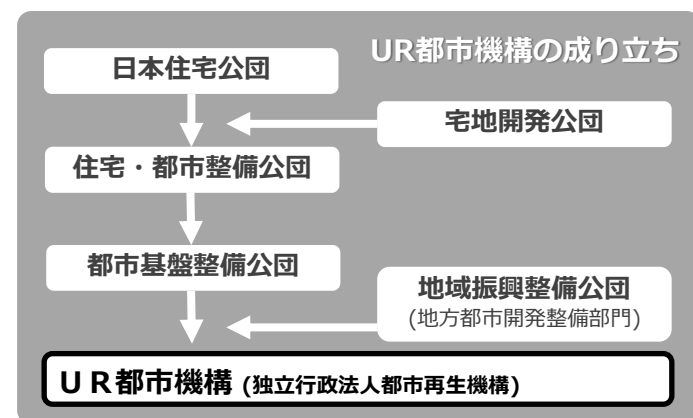 UR都市機構の成り立ち
日本住宅公団
宅地開発公団
住宅・都市整備公団
都市基盤整備公団
地域振興整備公団
(地方都市開発整備部門)
ＵＲ都市機構 (独立行政法人都市再生機構)